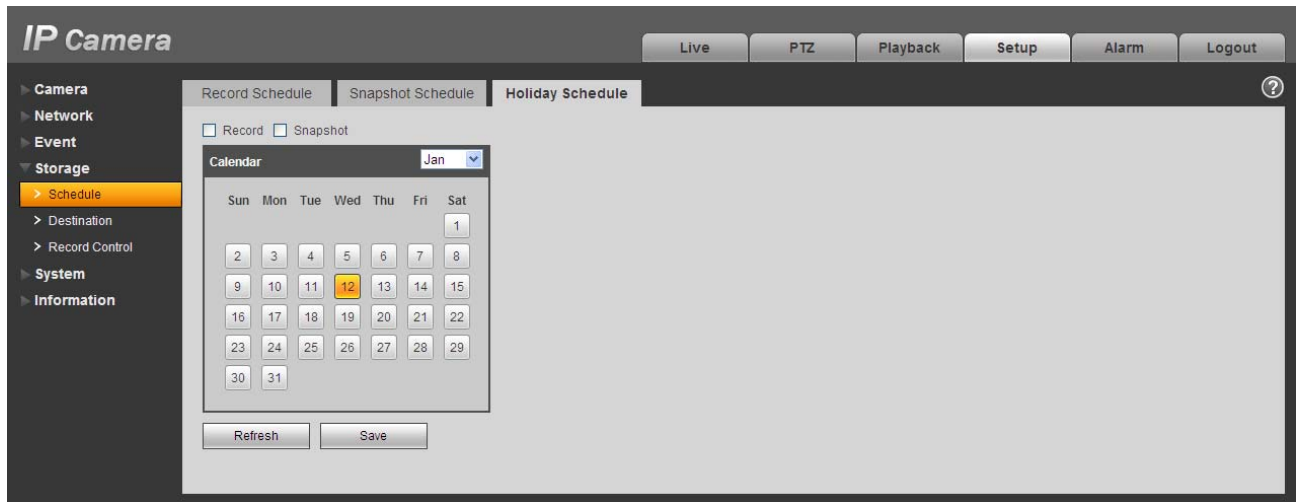 IP Camera
Live PTZ Playback Setup Alarm Logout
Camera
Network
Event
Storage
> Schedule
> Destination
> Record Control
System
Information
Record Schedule Snapshot Schedule Holiday Schedule
?
Record Snapshot
Calendar Jan
Sun Mon Tue Wed Thu Fri Sat
1
2 3 4 5 6 7 8
9 10 11 12 13 14 15
16 17 18 19 20 21 22
23 24 25 26 27 28 29
30 31
Refresh Save